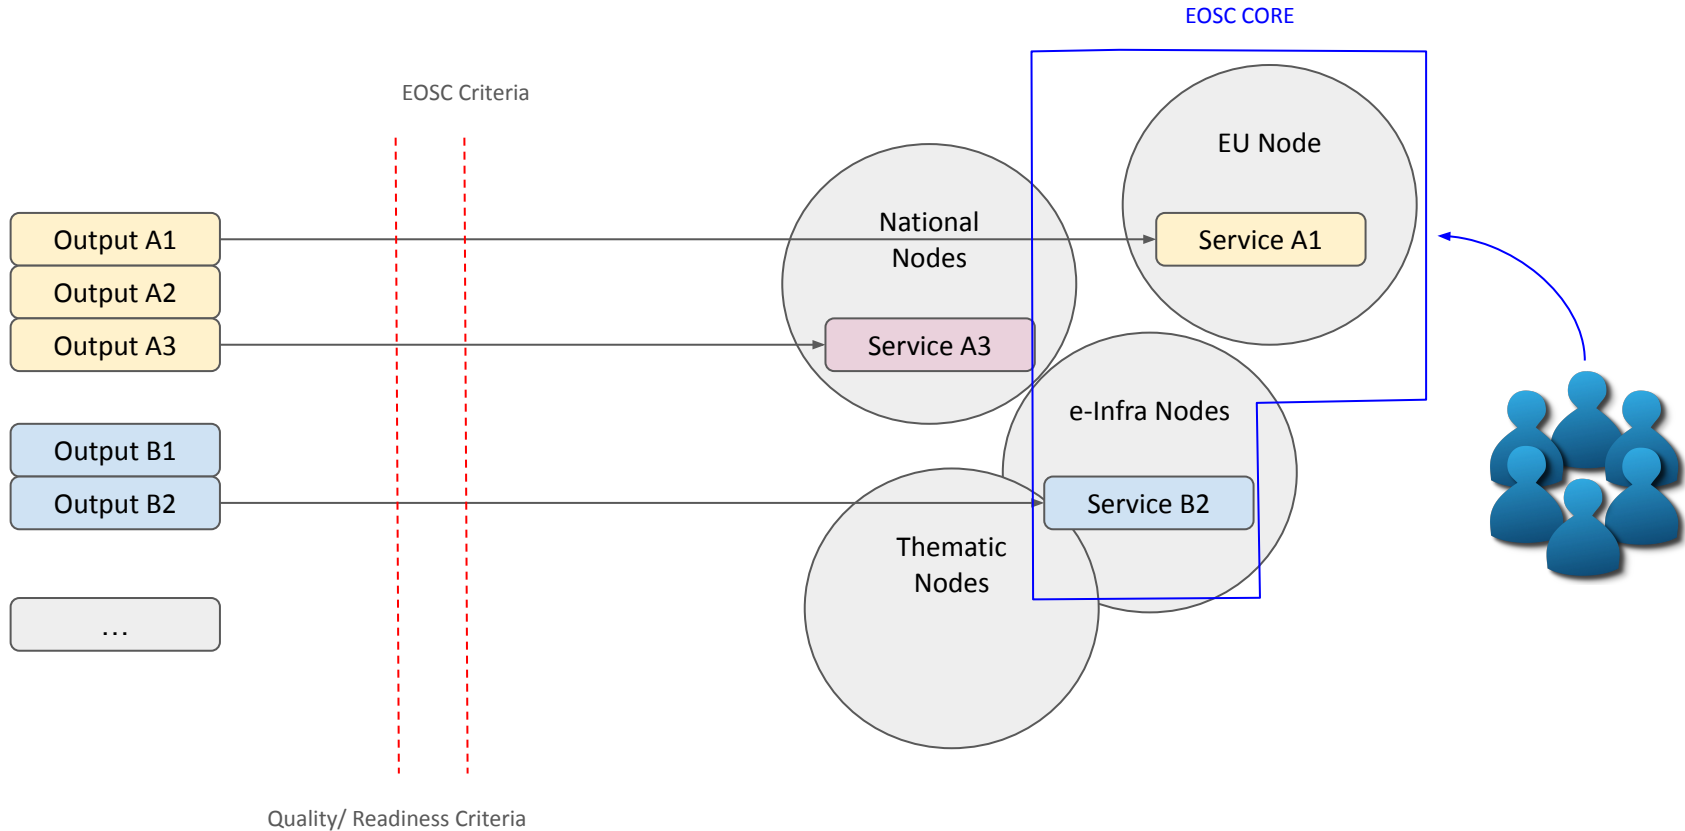 EOSC CORE
EOSC Criteria
EU Node
National
Nodes
Output A1
Service A1
Output A2
Output A3
Service A3
e-Infra Nodes
Output B1
Output B2
Service B2
Thematic
Nodes
...
Quality/ Readiness Criteria